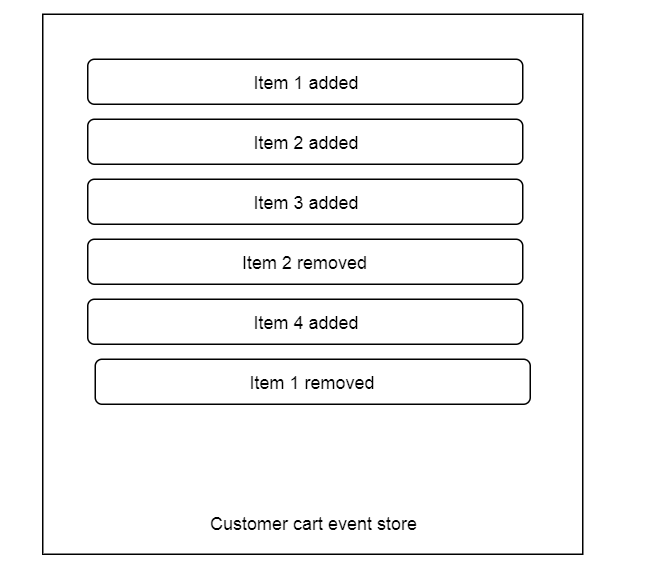 Item 1 added
Item 2 added
Item 3 added
Item 2 removed
Item 4 added
Item 1 removed
Customer cart event store